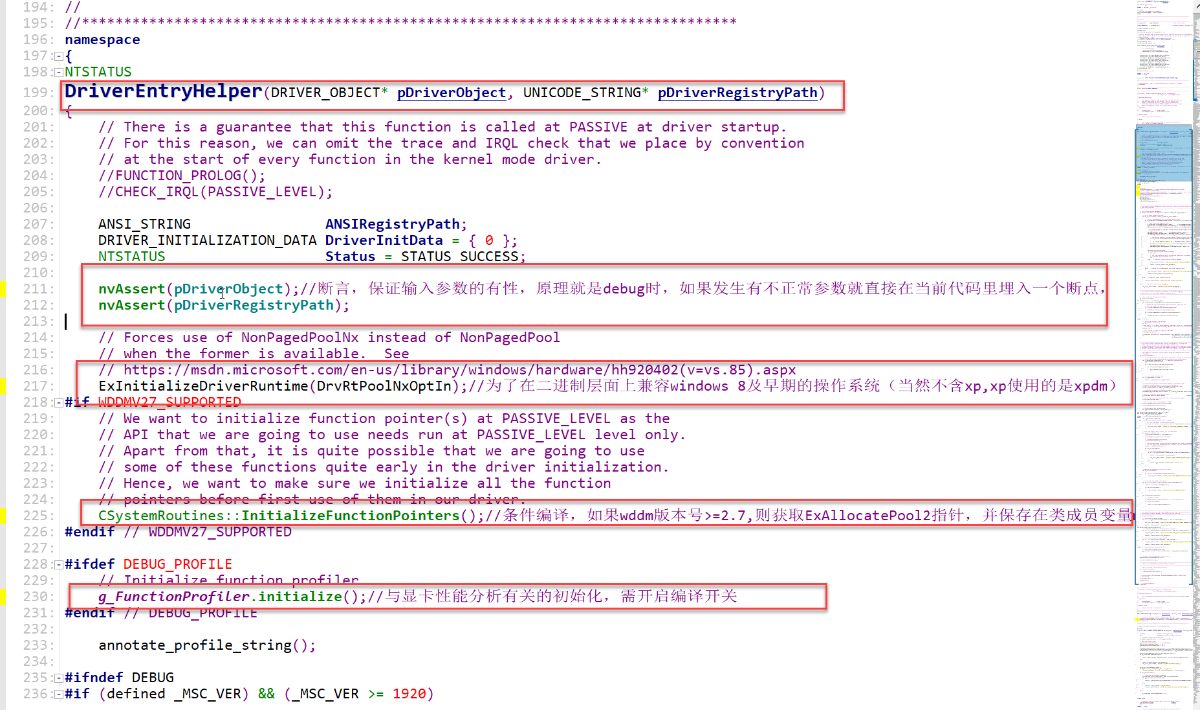 194: //
195: //******************************************************************************
196: namespace
197: {
198: NTSTATUS
199: DriverEntryHelper(DRIVER_OBJECT* pDriverObject, UNICODE_STRING* pDriverRegistryPath)
200: {
201: // There is a guarantee that this function is called at PASSIVE at driver startup.
202: // For this reason, we can omit the trace and IRQL check that we place by convention
203: // at the start of every function in the kernel mode driver.
204: //FUNCTION_PROLOG();
205: //CHECK_IRQL(PASSIVE_LEVEL);
206:
207: ANSI_STRING ANSIRegistryPath;
208: DRIVER_INITIALIZATION_DATA DriverInitData = { 0 };
209: NTSTATUS Status = STATUS_SUCCESS;
210:
211: nvAssert(pDriverObject);//断言，保证输入参数的有性，原理就是debug时，如果发生有不正常参数就直接在当前代码里埋入一个断点，
212: nvAssert(pDriverRegistryPath);
213:
214: // Forces use of NonPagedPoolNx instead of NonPagedPool
215: // when the former is available. See
216: // https://msdn.microsoft.com/en-us/library/windows/hardware/hh920402(v=vs.85).aspx
217: ExInitializeDriverRuntime(DrvRtPoolNxOptIn);//为了在二进制层面上兼容windows 8及早期的操作系统（当然不含xp,xp使用的是xpdm）
218: #if WDDMV27_SUPPORTED
219: // We want to initialise function pointer(s) at PASSIVE_LEVEL as the
220: // API that we are going to use needs run at PASSIVE_LEVEL level only.
221: // Apart from that, it is quite possible that we are going to use
222: // some of these functions quite early in the driver initialization.
223: // Hence, we want to make sure we initialize all the function
224: // pointers before first use of them in our driver.
225: CSystemRoutines::InitializeFunctionPointers();//条件编译，如果wddm版本号>=2.7,则获取ExAllocatePool2指针，并保存在类成员变量
226: #endif // WDDMV27_SUPPORTED
227:
228: #ifdef DEBUG_PROFILE
229: // Initialize function profiler
230: g_FunctionProfiler.initialize();//与显卡性能分析有关的初始化，需开启编译开关
231: #endif // DEBUG_PROFILE
232:
233: annotate_profile_string();
234:
235: #ifndef DEBUG
236: #if (defined _MSC_VER) && (_MSC_VER >= 1920)